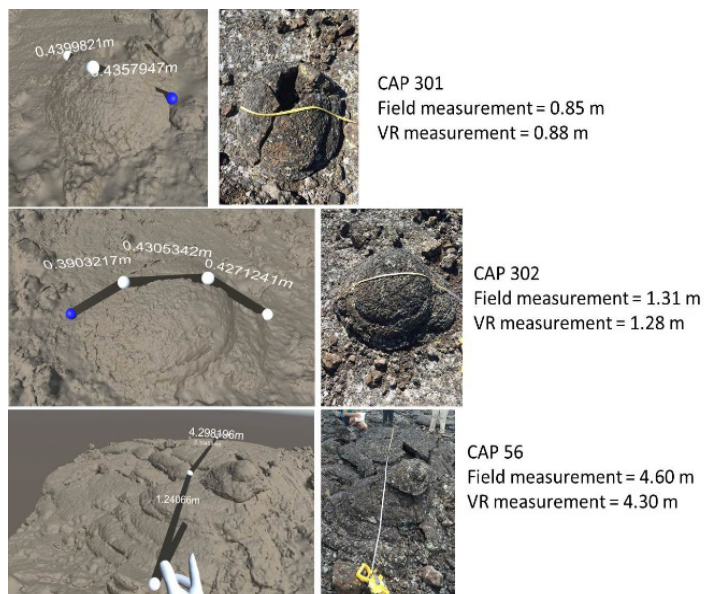 0.4399821m
0.4357947m
CAP 301
Field measurement = 0.85 m
VR measurement = 0.88 m
0.3903217m
0.4305342m
0.4271241m
CAP 302
Field measurement = 1.31 m
VR measurement = 1.28 m
4.298196m
1.24066m
CAP 56
Field measurement = 4.60 m
VR measurement = 4.30 m